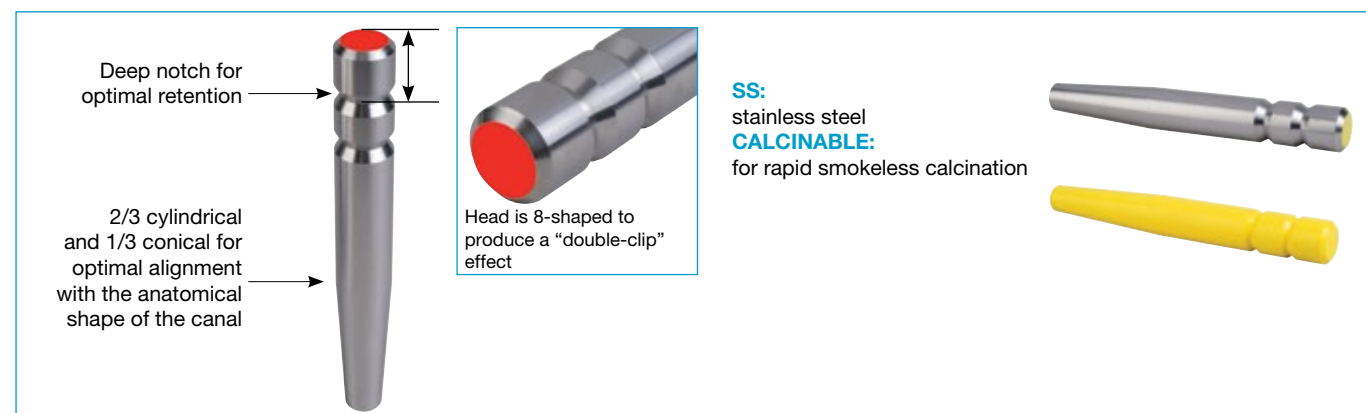 Deep notch for
optimal retention
2/3 cylindrical
and 1/3 conical for
optimal alignment
with the anatomical
shape of the canal
Head is 8-shaped to
produce a “double-clip”
effect
SS:
stainless steel
CALCINABLE:
for rapid smokeless calcination